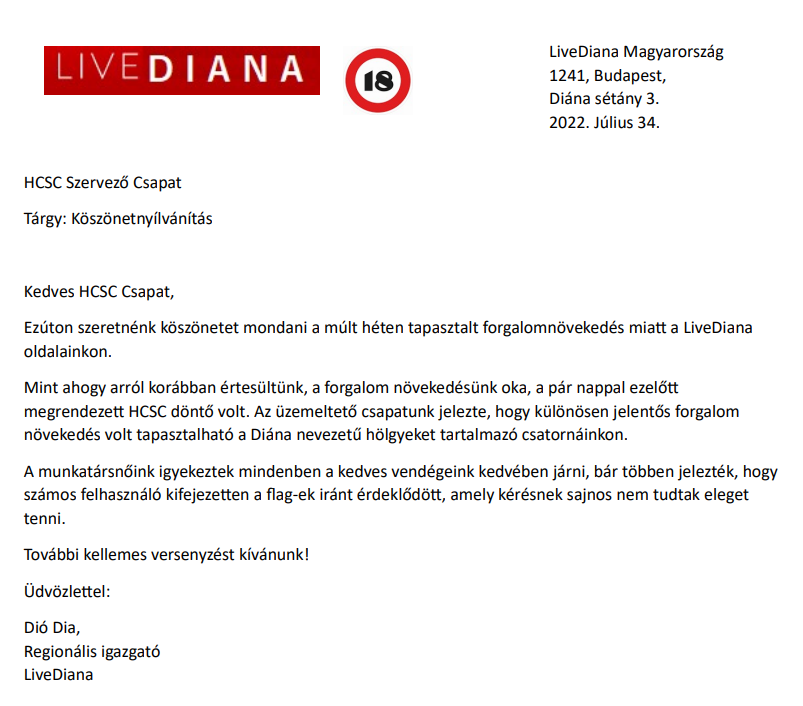 LIVEDIANA
18
LiveDiana Magyarország
1241, Budapest,
Diána sétány 3.
2022. Július 34.
HCSC Szervező Csapat
Tárgy: Köszönetnyílvánítás
Kedves HCSC Csapat,
Ezúton szeretnénk köszönetet mondani a múlt héten tapasztalt forgalomnövekedés miatt a LiveDiana
oldalainkon.
Mint ahogy arról korábban értesültünk, a forgalom növekedésünk oka, a pár nappal ezelőtt
megrendezett HCSC döntő volt. Az üzemeltető csapatunk jelezte, hogy különösen jelentős forgalom
növekedés volt tapasztalható a Diána nevezetű hölgyeket tartalmazó csatornáinkon.
A munkatársnőink igyekeztek mindenben a kedves vendégeink kedvében járni, bár többen jelezték, hogy
számos felhasználó kifejezetten a flag-ek iránt érdeklődött, amely kérésnek sajnos nem tudtak eleget
tenni.
További kellemes versenyzést kívánunk!
Üdvözlettel:
Dió Dia,
Regionális igazgató
LiveDiana